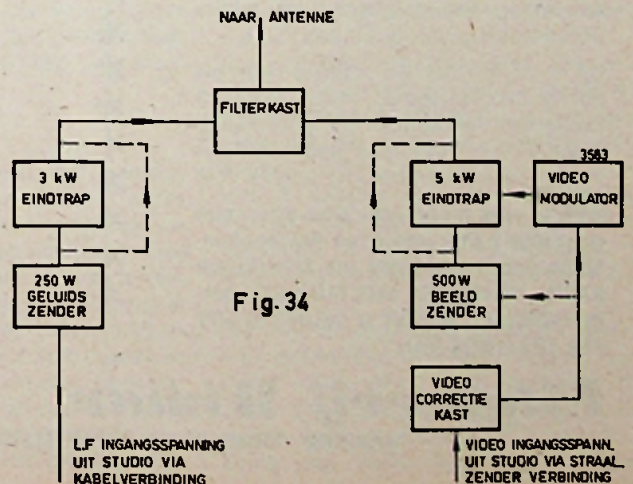 NAAR ANTENNE
FILTERKAST
3 kW
EINDTRAP
5 kW
EINDTRAP
3583
VIDEO
MODULATOR
250 W
GELUIDS
ZENDER
Fig. 34
500 W
BEELD
ZENDER
VIDEO
CORRECTIE
KAST
L.F INGANGSSPANNING
UIT STUDIO VIA
KABELVERBINDING
VIDEO INGANGSSPANN.
UIT STUDIO VIA STRAAL
ZENDER VERBINDING